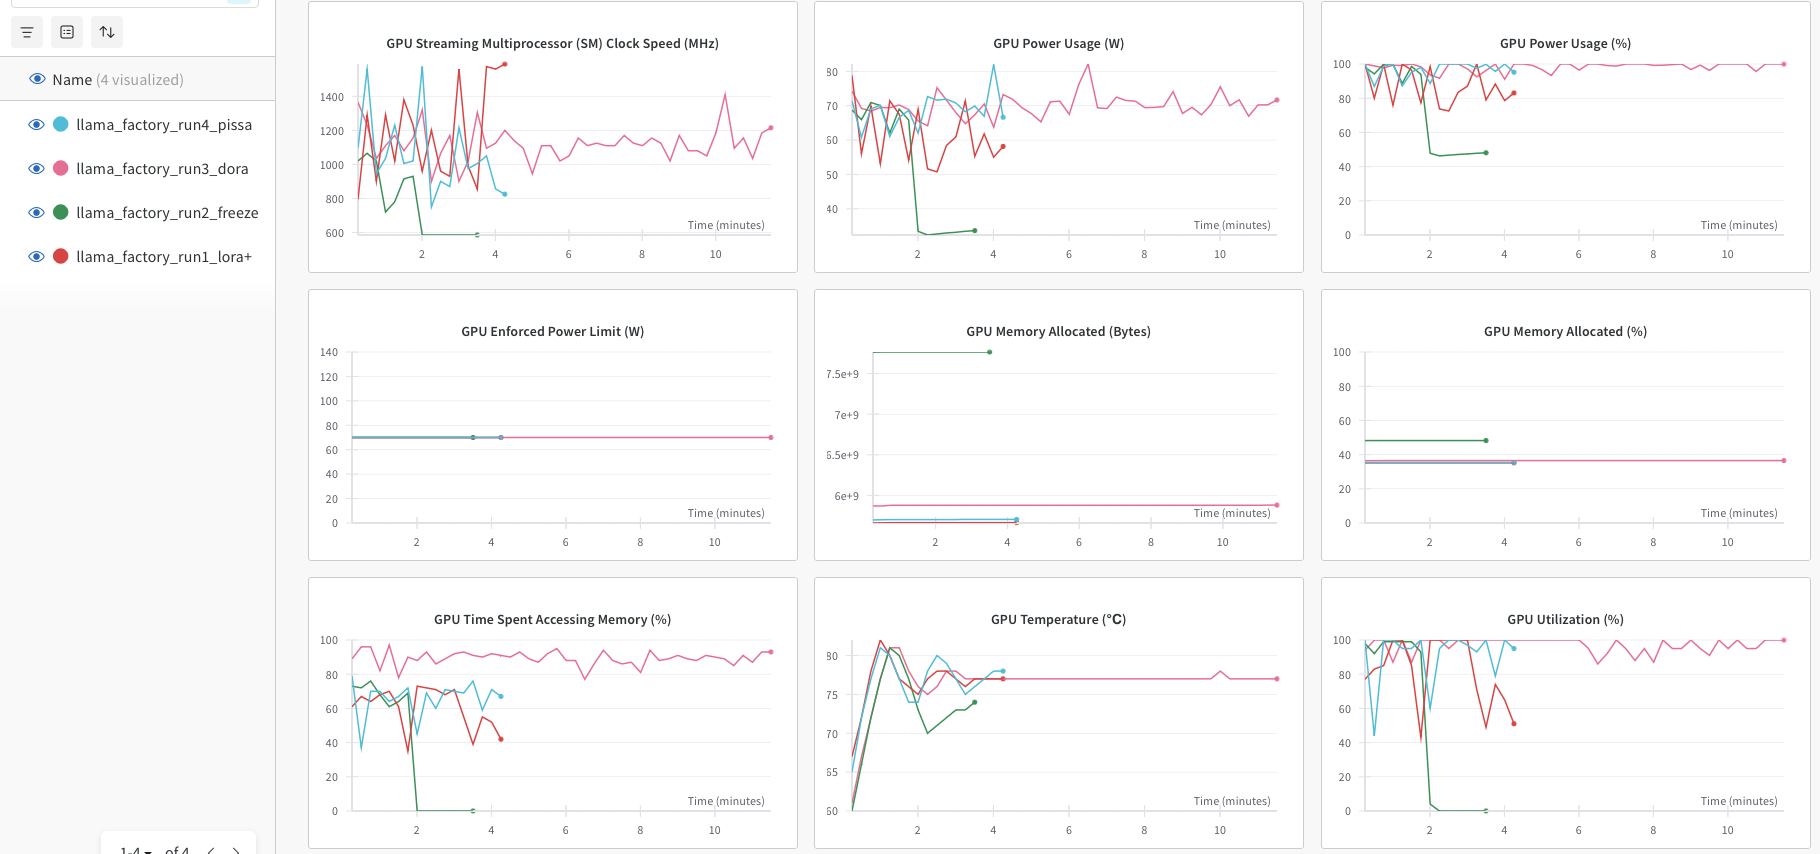 Name (4 visualized)
llama_factory_run4_pissa
llama_factory_run3_dora
llama_factory_run2_freeze
llama_factory_run1_lora+
1-4 of 4
GPU Streaming Multiprocessor (SM) Clock Speed (MHz)
1400
1200
1000
800
600
Time (minutes)
2 4 6 8 10
GPU Power Usage (W)
80
70
60
50
40
Time (minutes)
2 4 6 8 10
GPU Power Usage (%)
100
80
60
40
20
0
Time (minutes)
2 4 6 8 10
GPU Enforced Power Limit (W)
140
120
100
80
60
40
20
0
Time (minutes)
2 4 6 8 10
GPU Memory Allocated (Bytes)
7.5e+9
7e+9
6.5e+9
6e+9
Time (minutes)
2 4 6 8 10
GPU Memory Allocated (%)
100
80
60
40
20
0
Time (minutes)
2 4 6 8 10
GPU Time Spent Accessing Memory (%)
100
80
60
40
20
0
Time (minutes)
2 4 6 8 10
GPU Temperature (℃)
80
75
70
65
60
Time (minutes)
2 4 6 8 10
GPU Utilization (%)
100
80
60
40
20
0
Time (minutes)
2 4 6 8 10